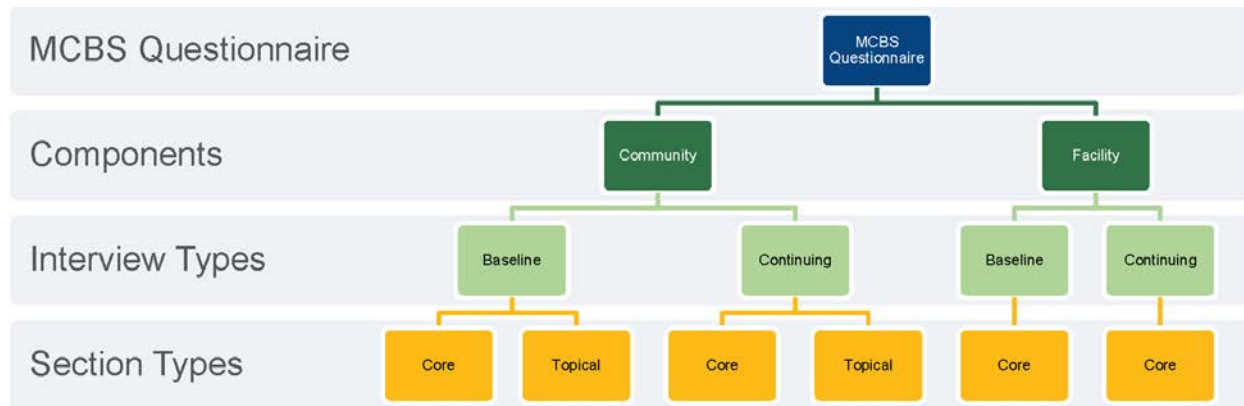 MCBS Questionnaire
MCBS
Questionnaire
Components
Community
Facility
Interview Types
Baseline
Continuing
Baseline
Continuing
Section Types
Core
Topical
Core
Topical
Core
Core